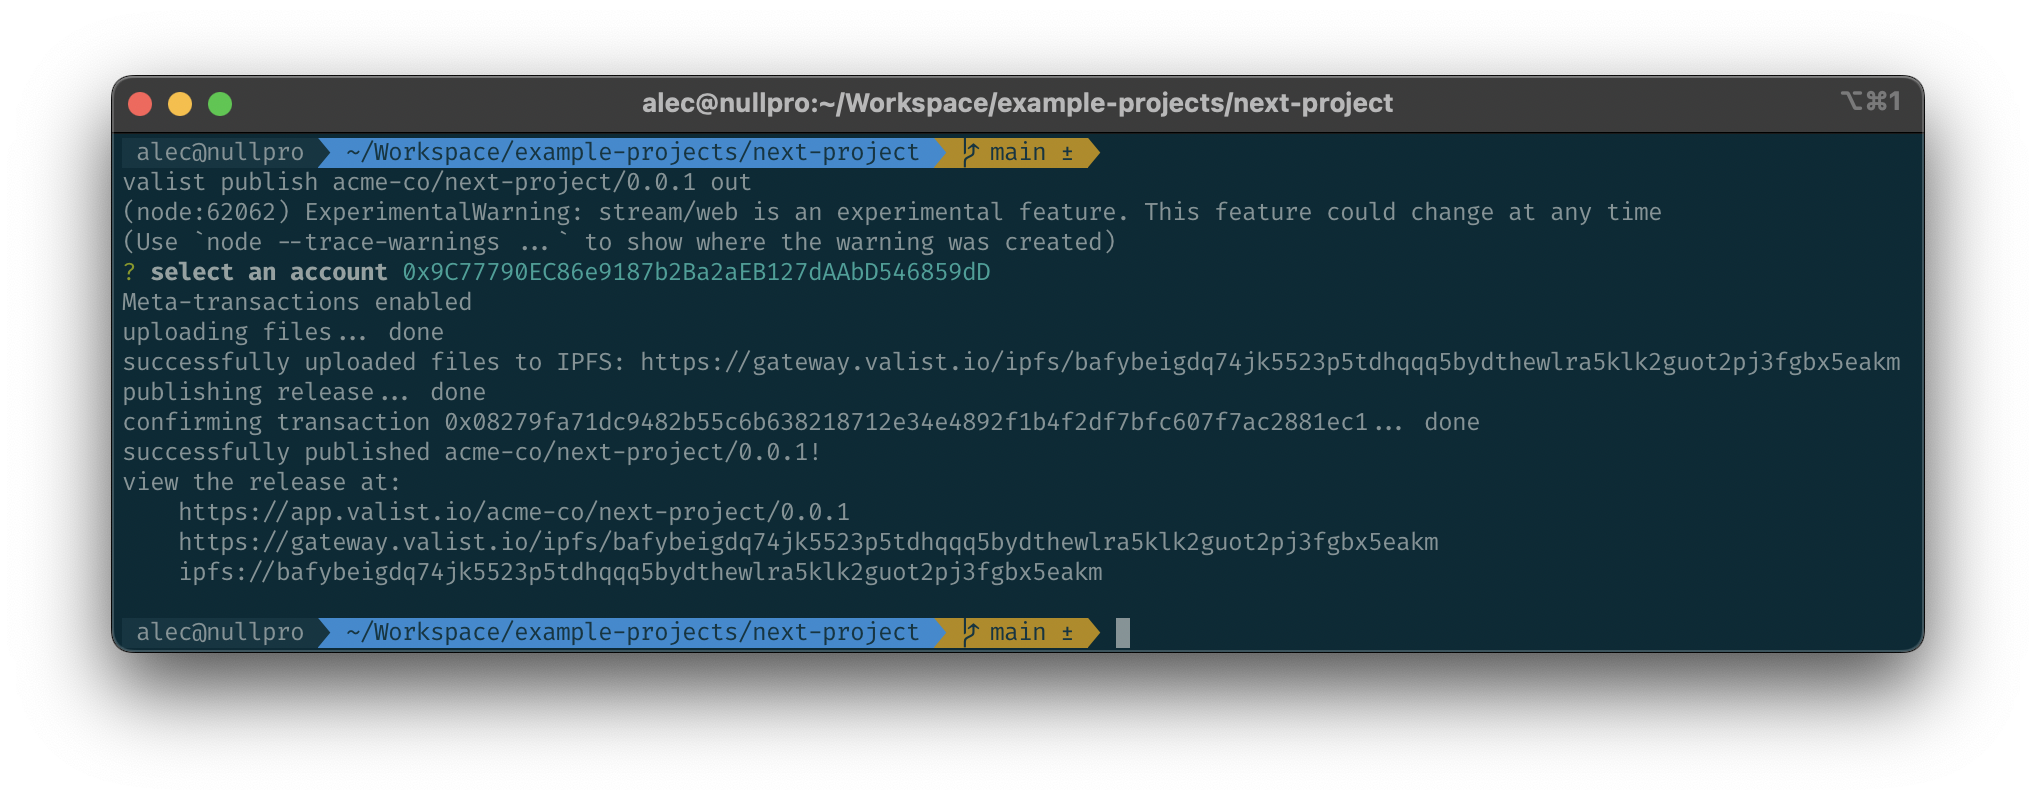 alec@nullpro:~/Workspace/example-projects/next-project ⌥⌘1
alec@nullpro ~/Workspace/example-projects/next-project main ±
valist publish acme-co/next-project/0.0.1 out
(node:62062) ExperimentalWarning: stream/web is an experimental feature. This feature could change at any time
(Use `node --trace-warnings ...` to show where the warning was created)
? select an account 0x9C77790EC86e9187b2Ba2aEB127dAAbD546859dD
Meta-transactions enabled
uploading files... done
successfully uploaded files to IPFS: https://gateway.valist.io/ipfs/bafybeigdq74jk5523p5tdhqqq5bydthewlra5klk2guot2pj3fgbx5eakm
publishing release... done
confirming transaction 0x08279fa71dc9482b55c6b638218712e34e4892f1b4f2df7bfc607f7ac2881ec1... done
successfully published acme-co/next-project/0.0.1!
view the release at:
https://app.valist.io/acme-co/next-project/0.0.1
https://gateway.valist.io/ipfs/bafybeigdq74jk5523p5tdhqqq5bydthewlra5klk2guot2pj3fgbx5eakm
ipfs://bafybeigdq74jk5523p5tdhqqq5bydthewlra5klk2guot2pj3fgbx5eakm
alec@nullpro ~/Workspace/example-projects/next-project main ±